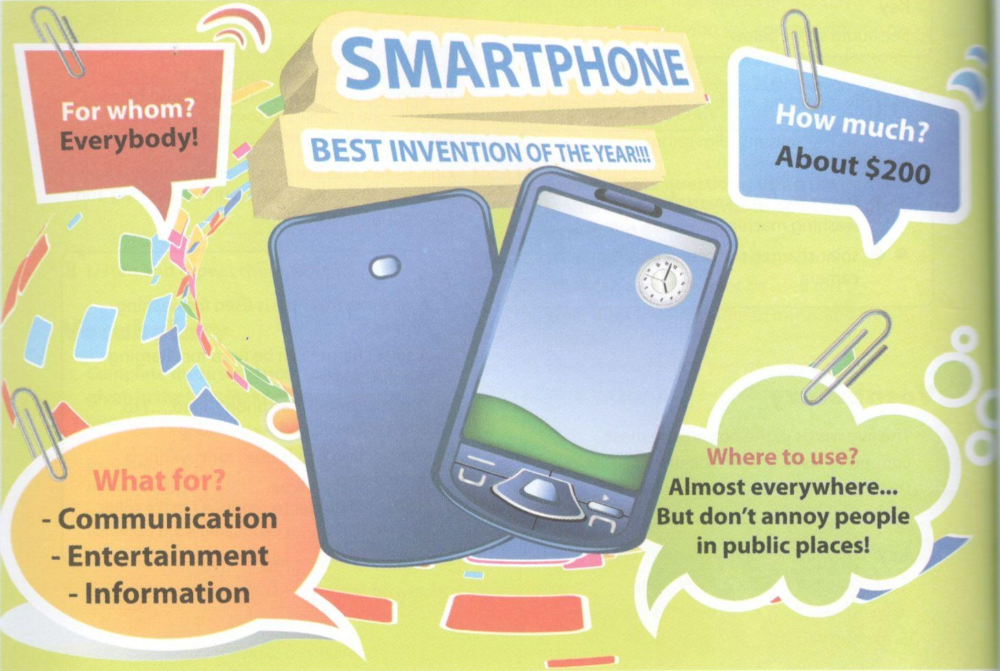 SMARTPHONE
BEST INVENTION OF THE YEAR!!!
For whom?
Everybody!
How much?
About $200
What for?
- Communication
- Entertainment
- Information
Where to use?
Almost everywhere...
But don't annoy people
in public places!